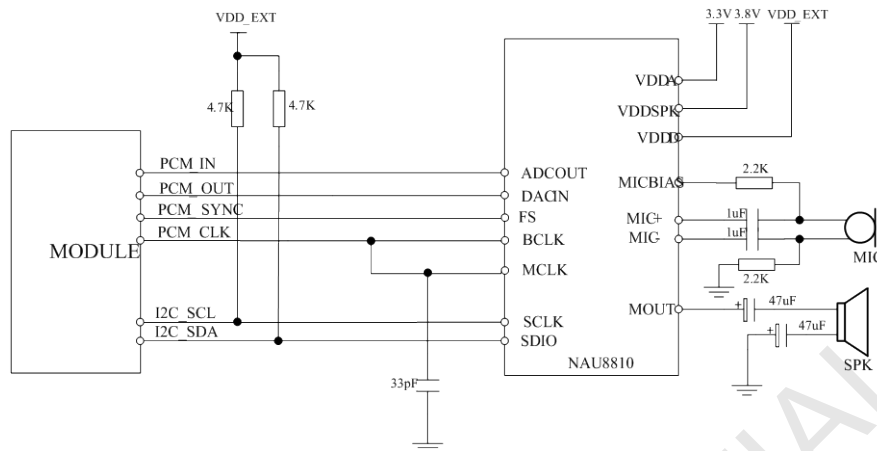 VDD_EXT
3.3V 3.8V VDD_EXT
4.7K 4.7K
VDDA
VDDSPK
VDDD
PCM_IN
ADCOUT
MICBIAS
2.2K
PCM_OUT
DACIN
PCM_SYNC
FS
MIC+
1uF
PCM_CLK
BCLK
MIC-
1uF
MODULE
MIC
MCLK
2.2K
I2C_SCL
SCLK
MOUT
+
47uF
I2C_SDA
SDIO
+
47uF
NAU8810
SPK
33pF